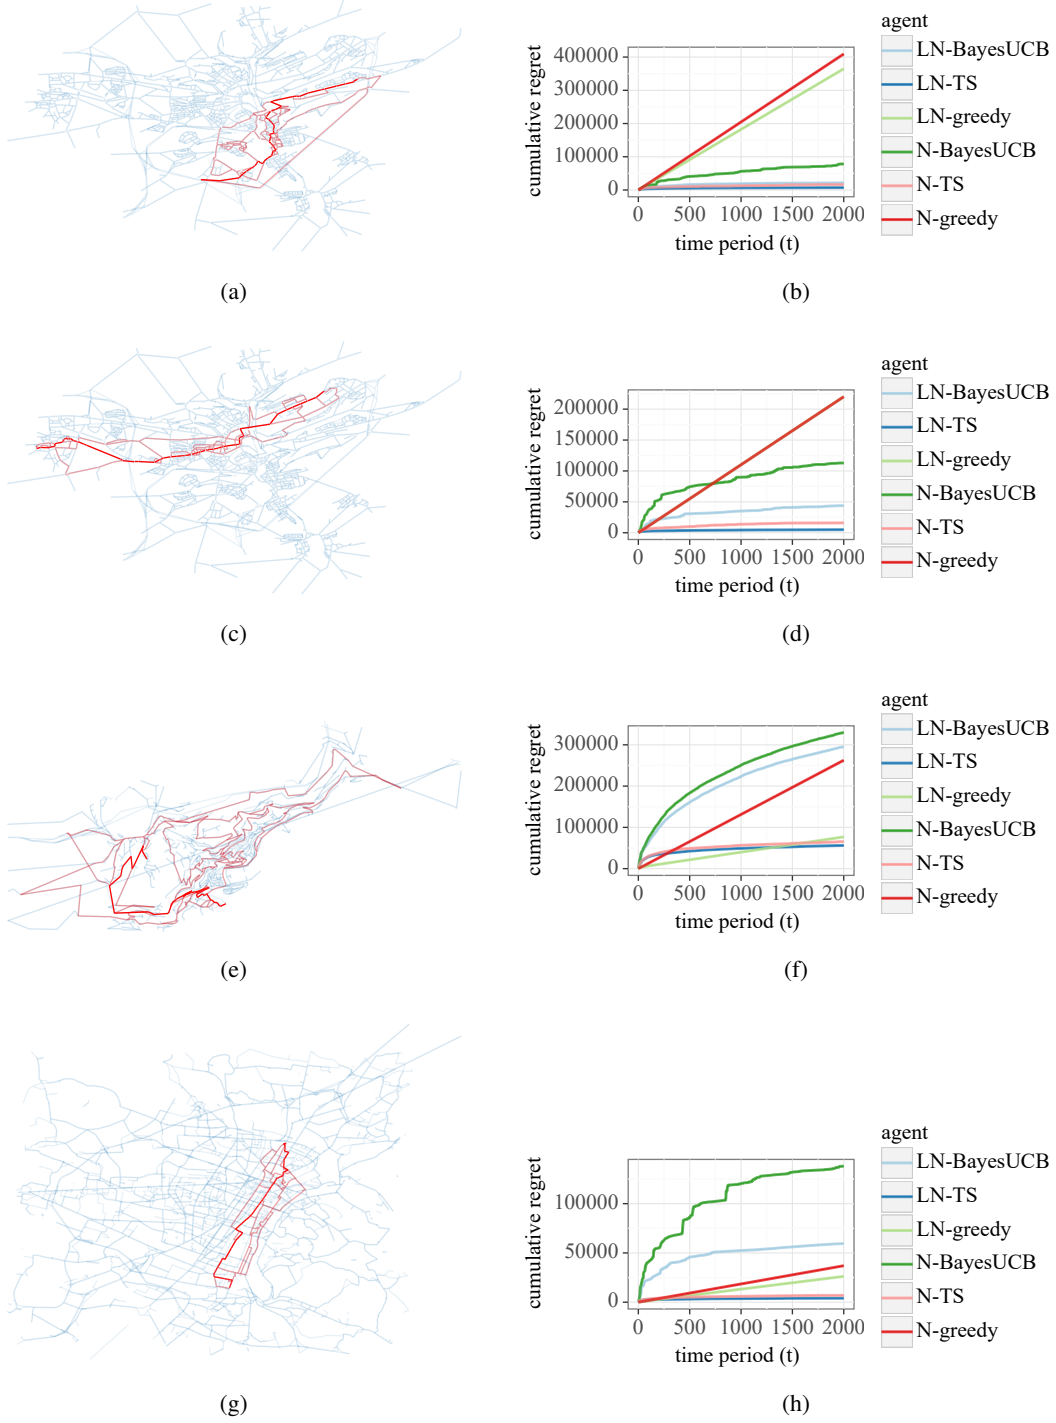 agent
LN-BayesUCB
LN-TS
LN-greedy
N-BayesUCB
N-TS
N-greedy
cumulative regret
400000
300000
200000
100000
0
0 500 1000 1500 2000
time period (t)
(a)
(b)
agent
LN-BayesUCB
LN-TS
LN-greedy
N-BayesUCB
N-TS
N-greedy
cumulative regret
200000
150000
100000
50000
0
0 500 1000 1500 2000
time period (t)
(c)
(d)
agent
LN-BayesUCB
LN-TS
LN-greedy
N-BayesUCB
N-TS
N-greedy
cumulative regret
300000
200000
100000
0
0 500 1000 1500 2000
time period (t)
(e)
(f)
agent
LN-BayesUCB
LN-TS
LN-greedy
N-BayesUCB
N-TS
N-greedy
cumulative regret
100000
50000
0
0 500 1000 1500 2000
time period (t)
(g)
(h)